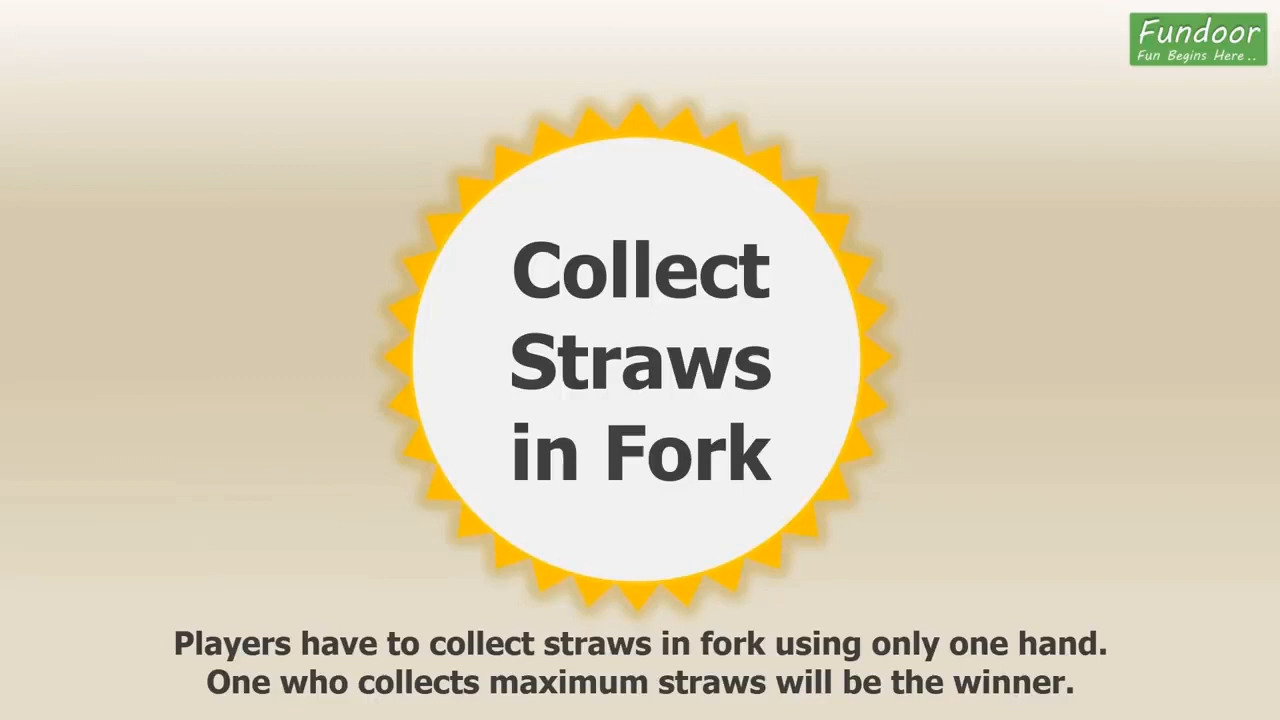 Fundoor
Fun Begins Here..
Collect
Straws
in Fork
Players have to collect straws in fork using only one hand.
One who collects maximum straws will be the winner.